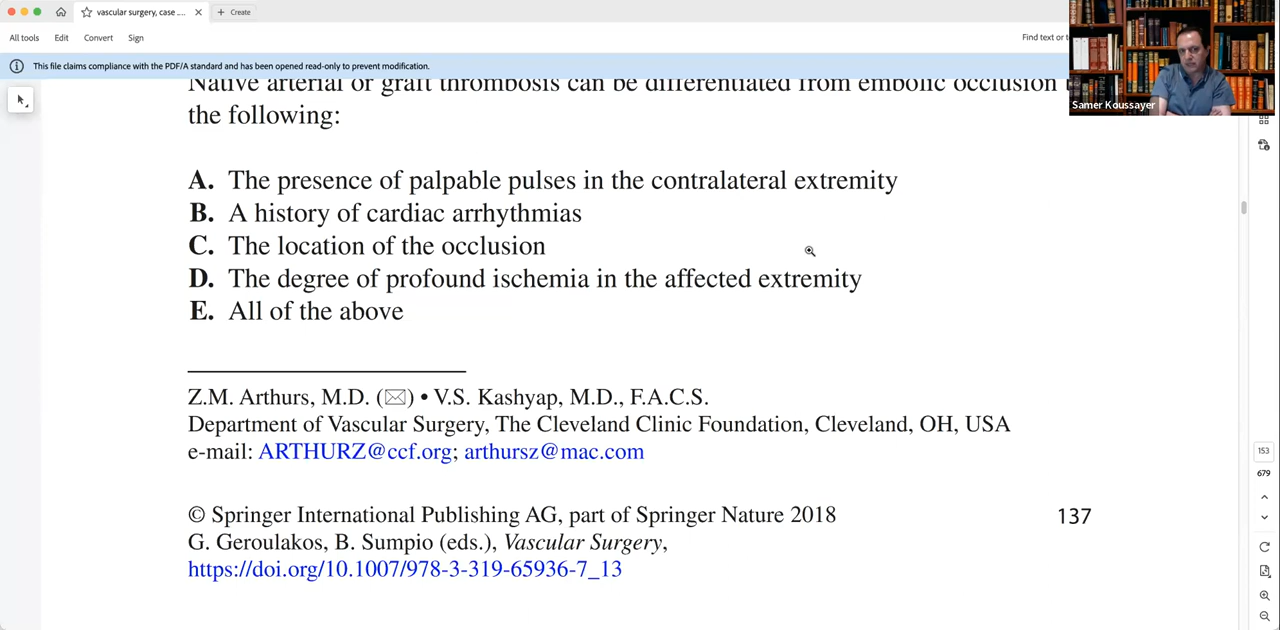 vascular surgery, case ....
Create
All tools Edit Convert Sign
Find text or
This file claims compliance with the PDF/A standard and has been opened read-only to prevent modification.
Samer Koussayer
Native arterial or graft thrombosis can be differentiated from embolic occlusion
the following:
A. The presence of palpable pulses in the contralateral extremity
B. A history of cardiac arrhythmias
C. The location of the occlusion
D. The degree of profound ischemia in the affected extremity
E. All of the above
Z.M. Arthurs, M.D. (✉) • V.S. Kashyap, M.D., F.A.C.S.
Department of Vascular Surgery, The Cleveland Clinic Foundation, Cleveland, OH, USA
e-mail: ARTHURZ@ccf.org; arthursz@mac.com
153
679
© Springer International Publishing AG, part of Springer Nature 2018
137
G. Geroulakos, B. Sumpio (eds.), Vascular Surgery,
https://doi.org/10.1007/978-3-319-65936-7_13